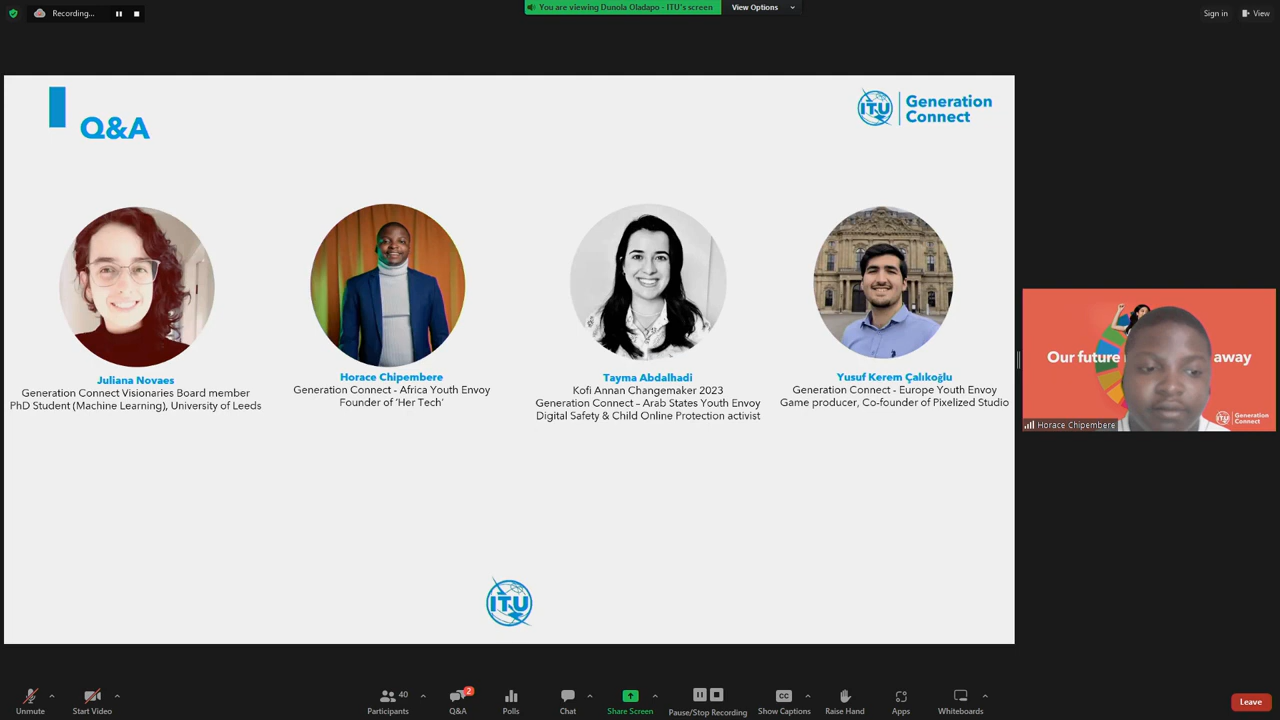 Recording...
You are viewing Dunola Oladapo - ITU's screen
View Options
Sign in
View
Q&A
ITU
Generation
Connect
Juliana Novaes
Generation Connect Visionaries Board member
PhD Student (Machine Learning), University of Leeds
Horace Chipembere
Generation Connect - Africa Youth Envoy
Founder of ‘Her Tech’
Tayma Abdalhadi
Kofi Annan Changemaker 2023
Generation Connect – Arab States Youth Envoy
Digital Safety & Child Online Protection activist
Yusuf Kerem Çalıkoğlu
Generation Connect - Europe Youth Envoy
Game producer, Co-founder of Pixelized Studio
ITU
Our future
away
Generation
Connect
Horace Chipembere
Unmute
Start Video
40
Participants
2
Q&A
Polls
Chat
Share Screen
Pause/Stop Recording
CC
Show Captions
Raise Hand
Apps
Whiteboards
Leave